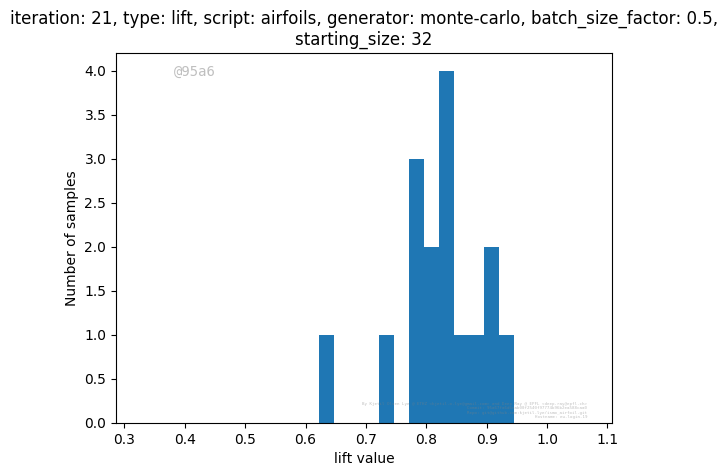 iteration: 21, type: lift, script: airfoils, generator: monte-carlo, batch_size_factor: 0.5,
starting_size: 32
@95a6
4.0
3.5
3.0
2.5
2.0
1.5
1.0
0.5
0.0
Number of samples
0.3 0.4 0.5 0.6 0.7 0.8 0.9 1.0 1.1
lift value